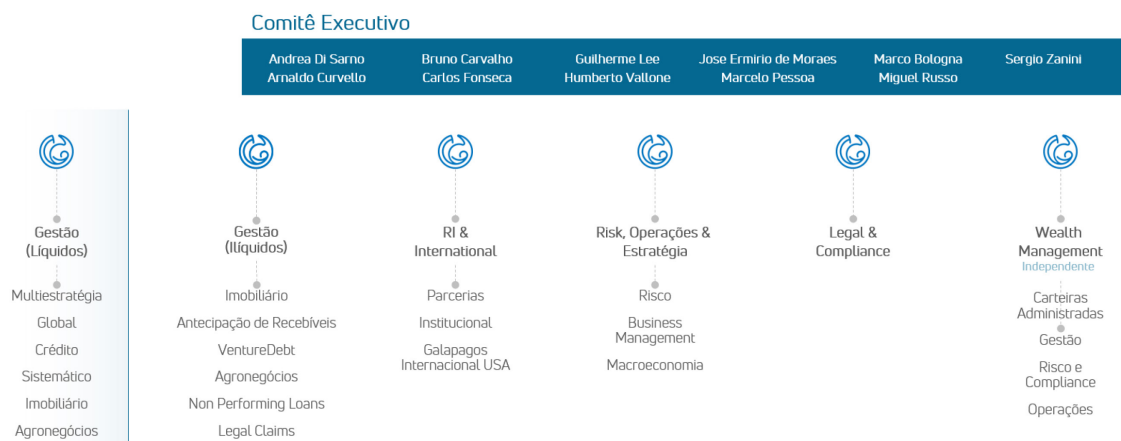 Comitê Executivo
Andrea Di Sarno
Arnaldo Curvello
Bruno Carvalho
Carlos Fonseca
Guilherme Lee
Humberto Vallone
Jose Ermirio de Moraes
Marcelo Pessoa
Marco Bologna
Miguel Russo
Sergio Zanini
Gestão
(Líquidos)
Multiestratégia
Global
Crédito
Sistemático
Imobiliário
Agronegócios
Gestão
(Ilíquidos)
Imobiliário
Antecipação de Recebíveis
VentureDebt
Agronegócios
Non Performing Loans
Legal Claims
RI &
International
Parcerias
Institucional
Galapagos
Internacional USA
Risk, Operações &
Estratégia
Risco
Business
Management
Macroeconomia
Legal &
Compliance
Wealth
Management
Independente
Carteiras
Administradas
Gestão
Risco e
Compliance
Operações